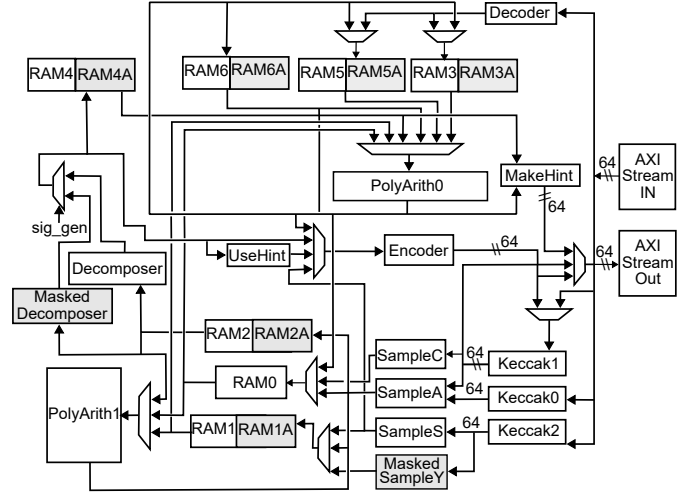 Decoder
RAM4 RAM4A
RAM6 RAM6A
RAM5 RAM5A
RAM3 RAM3A
64
AXI
Stream
IN
MakeHint
PolyArith0
64
sig_gen
UseHint
Encoder
64
64
AXI
Stream
Out
Decomposer
Masked
Decomposer
RAM2 RAM2A
SampleC
64
Keccak1
PolyArith1
RAM0
SampleA
64
Keccak0
RAM1 RAM1A
SampleS
64
Keccak2
Masked
SampleY